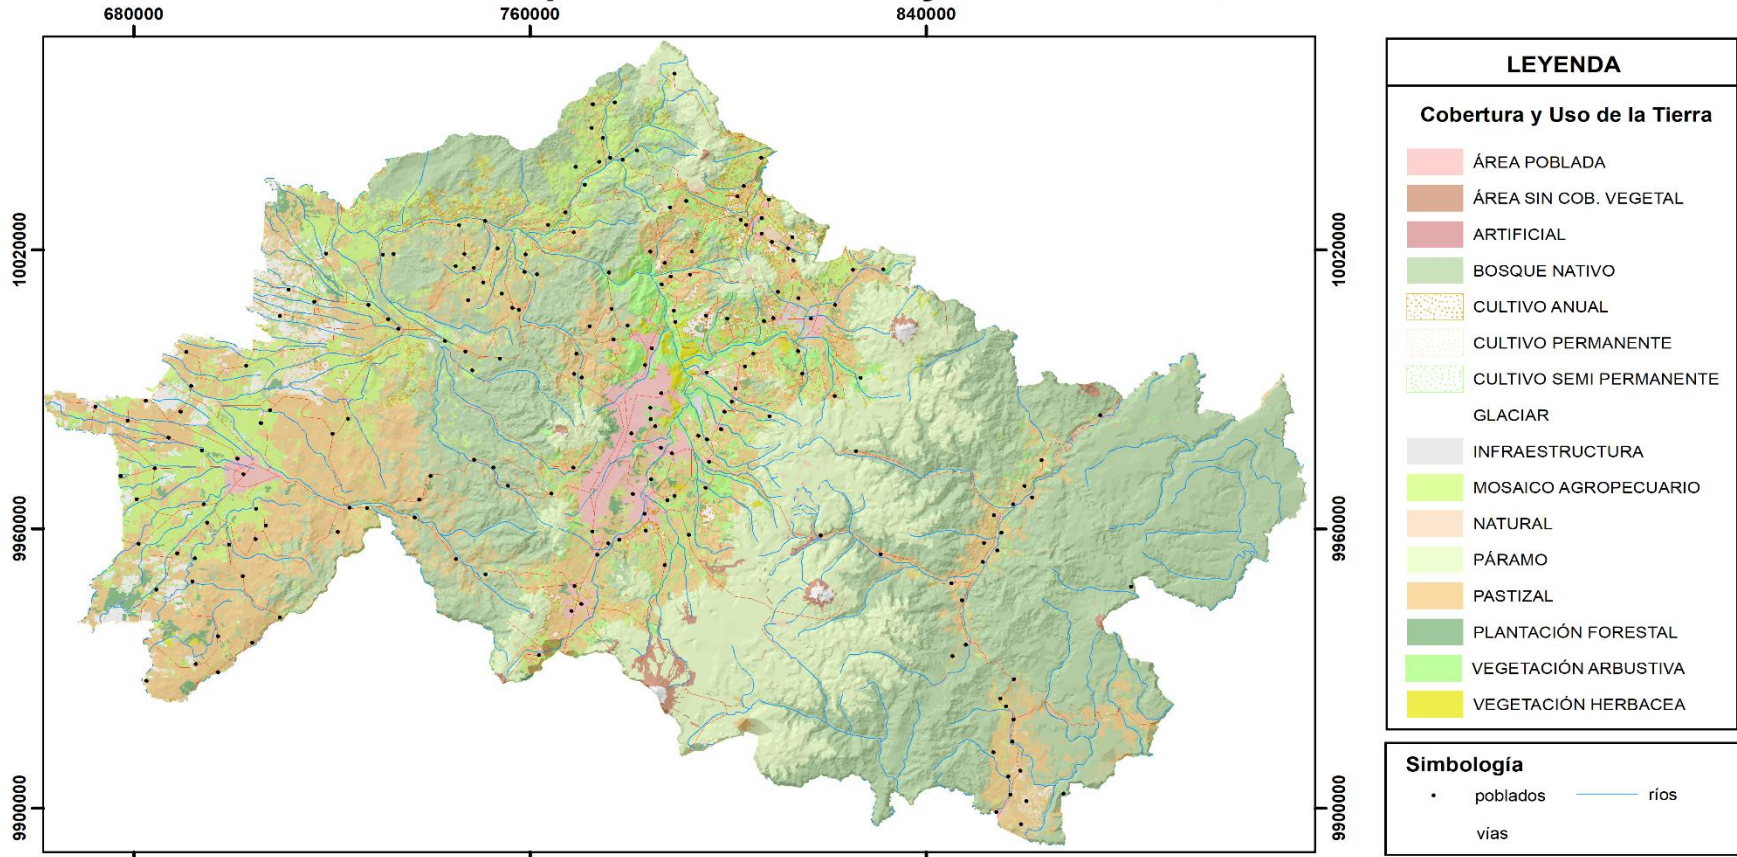 680000
760000
840000
10020000
10020000
9960000
9960000
9900000
9900000
LEYENDA
Cobertura y Uso de la Tierra
ÁREA POBLADA
ÁREA SIN COB. VEGETAL
ARTIFICIAL
BOSQUE NATIVO
CULTIVO ANUAL
CULTIVO PERMANENTE
CULTIVO SEMI PERMANENTE
GLACIAR
INFRAESTRUCTURA
MOSAICO AGROPECUARIO
NATURAL
PÁRAMO
PASTIZAL
PLANTACIÓN FORESTAL
VEGETACIÓN ARBUSTIVA
VEGETACIÓN HERBACEA
Simbología
poblados
ríos
vías